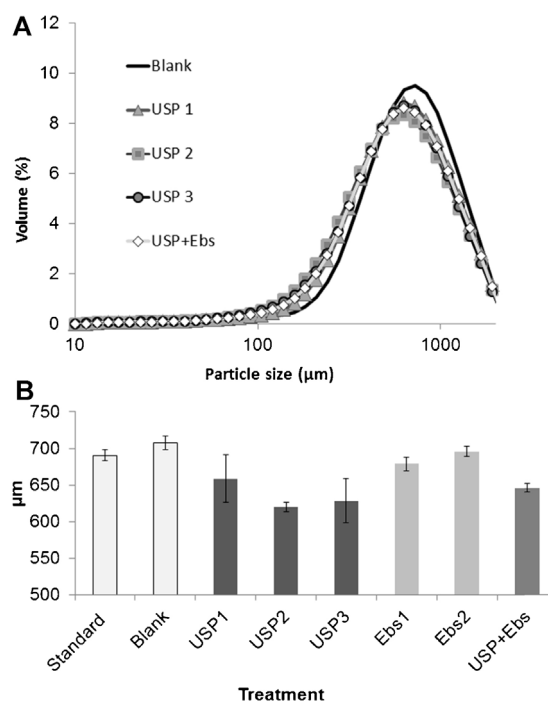 A
12
10
8
6
4
2
0
Volume (%)
Blank
USP 1
USP 2
USP 3
USP+Ebs
10
100
1000
Particle size (µm)
B
750
700
650
600
550
500
µm
Standard
Blank
USP1
USP2
USP3
Ebs1
Ebs2
USP+Ebs
Treatment